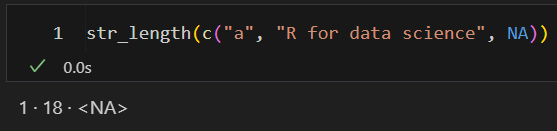 1 str_length(c("a", "R for data science", NA))
0.0s
1 · 18 · <NA>